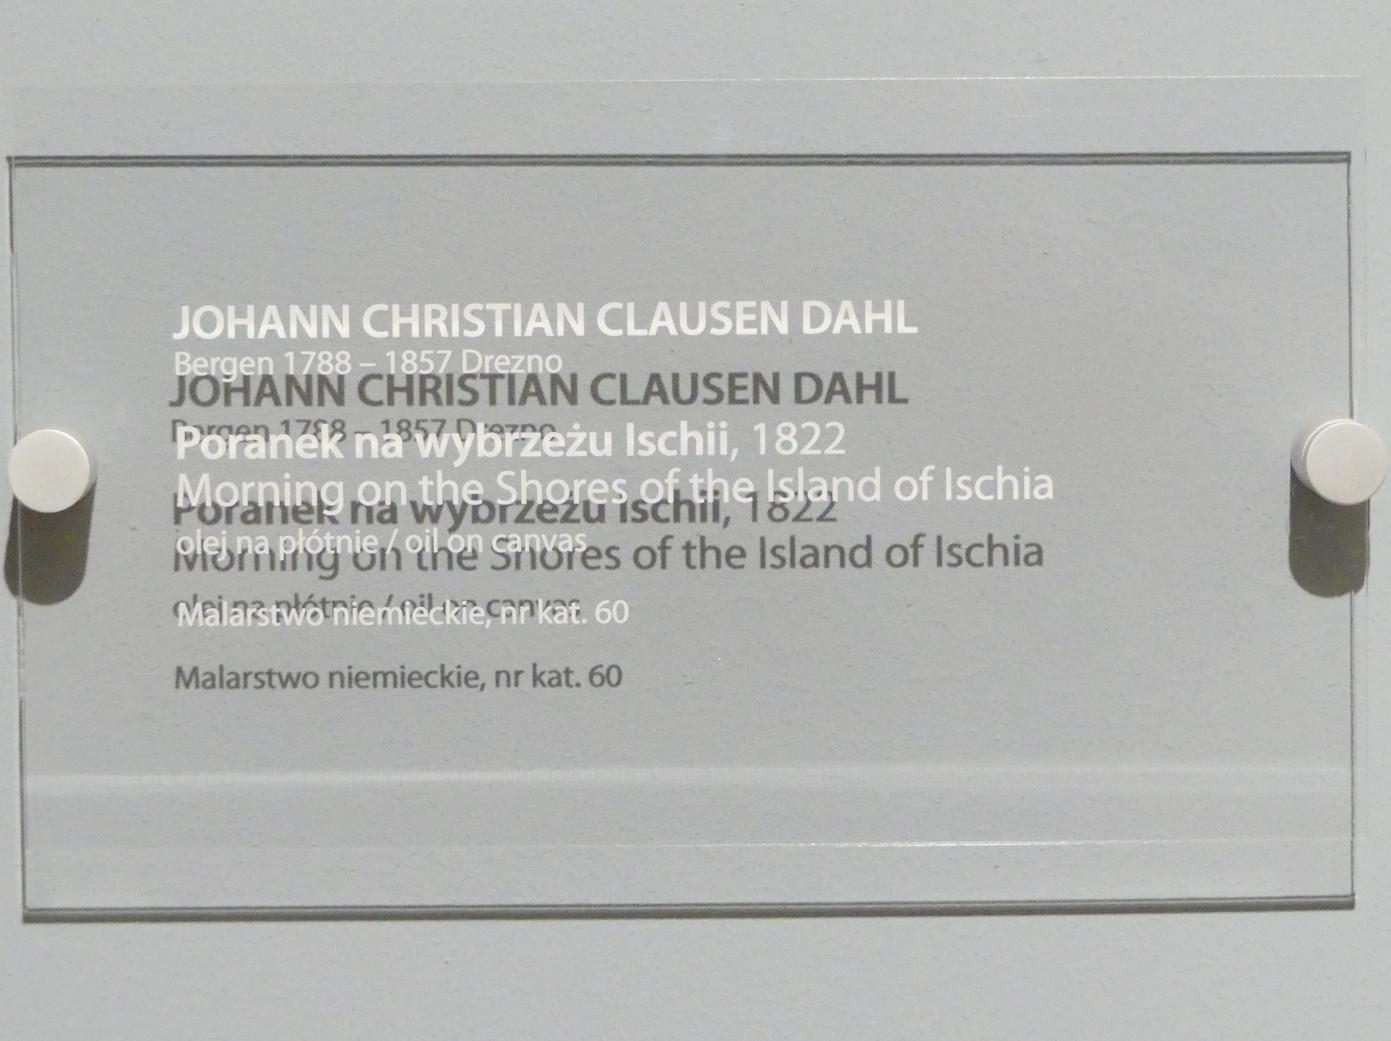 JOHANN CHRISTIAN CLAUSEN DAHL
Bergen 1788 – 1857 Drezno
Poranek na wybrzeżu Ischii, 1822
Morning on the Shores of the Island of Ischia
olej na płótnie / oil on canvas
Malarstwo niemieckie, nr kat. 60